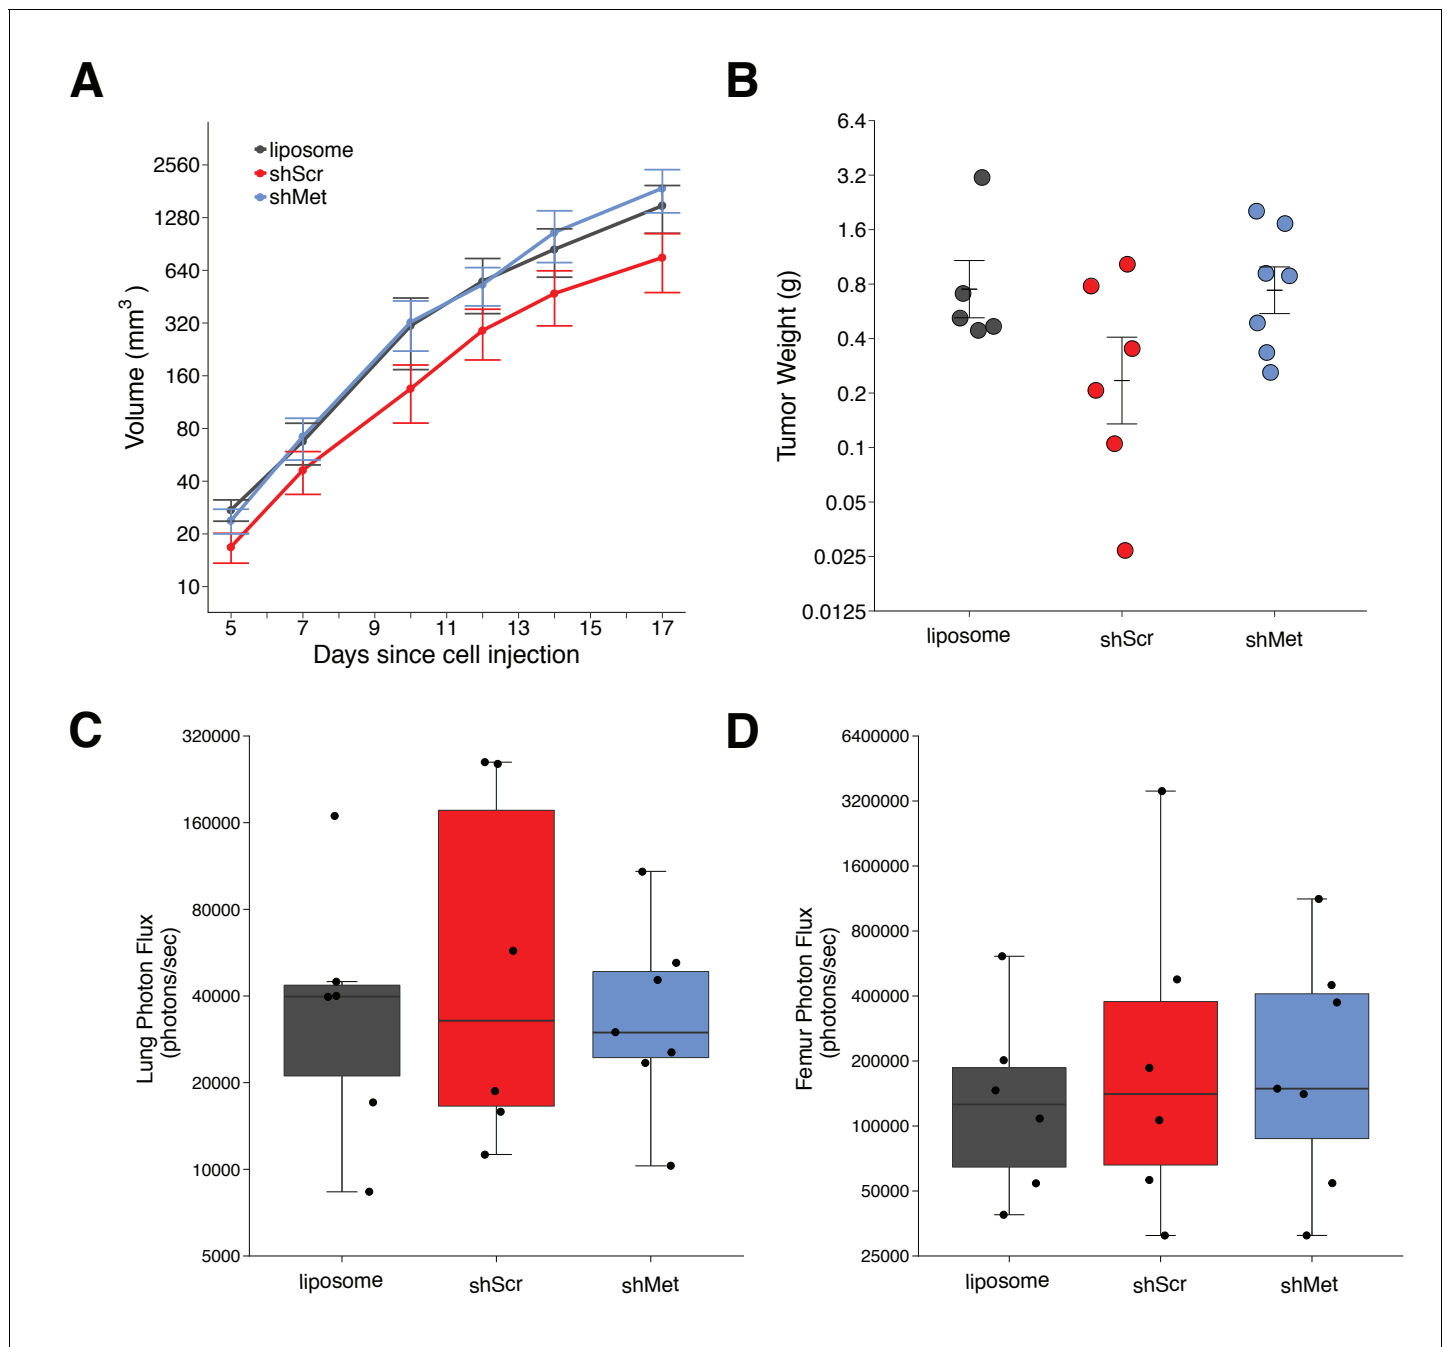 A
liposome
shScr
shMet
2560
1280
640
320
160
80
40
20
10
Volume (mm3 )
5 7 9 11 13 15 17
Days since cell injection
B
6.4
3.2
1.6
0.8
0.4
0.2
0.1
0.05
0.025
0.0125
Tumor Weight (g)
liposome shScr shMet
C
320000
160000
80000
40000
20000
10000
5000
Lung Photon Flux
(photons/sec)
liposome shScr shMet
D
6400000
3200000
1600000
800000
400000
200000
100000
50000
25000
Femur Photon Flux
(photons/sec)
liposome shScr shMet